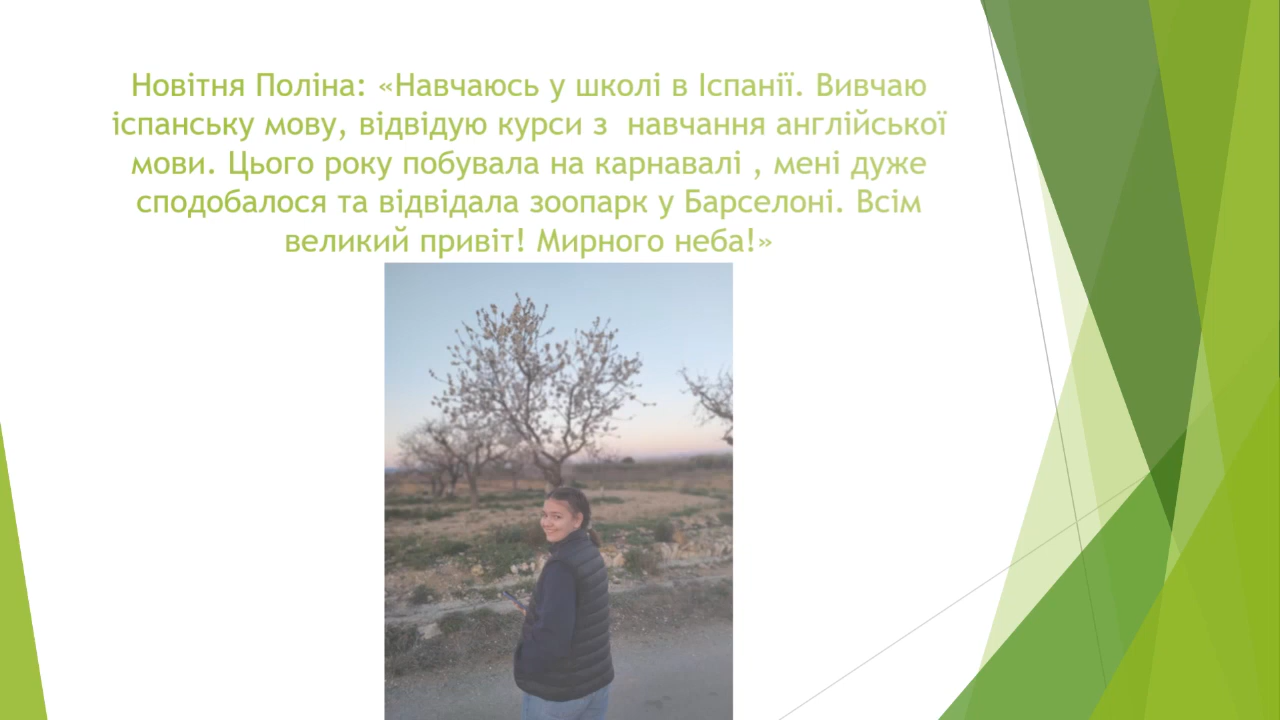 Новітня Поліна: «Навчаюсь у школі в Іспанії. Вивчаю
іспанську мову, відвідую курси з  навчання англійської
мови. Цього року побувала на карнавалі , мені дуже
сподобалося та відвідала зоопарк у Барселоні. Всім
великий привіт! Мирного неба!»